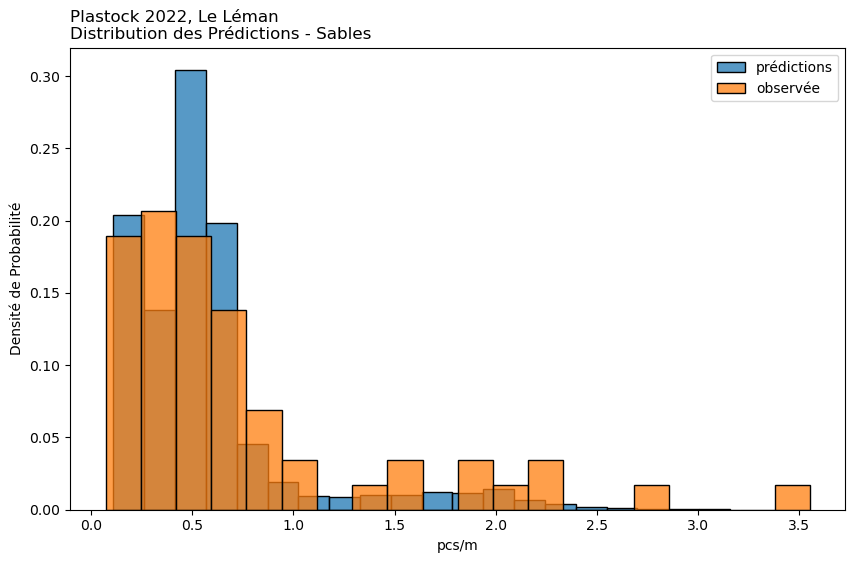 Plastock 2022, Le Léman
Distribution des Prédictions - Sables
prédictions
observée
Densité de Probabilité
0.30
0.25
0.20
0.15
0.10
0.05
0.00
0.0 0.5 1.0 1.5 2.0 2.5 3.0 3.5
pcs/m